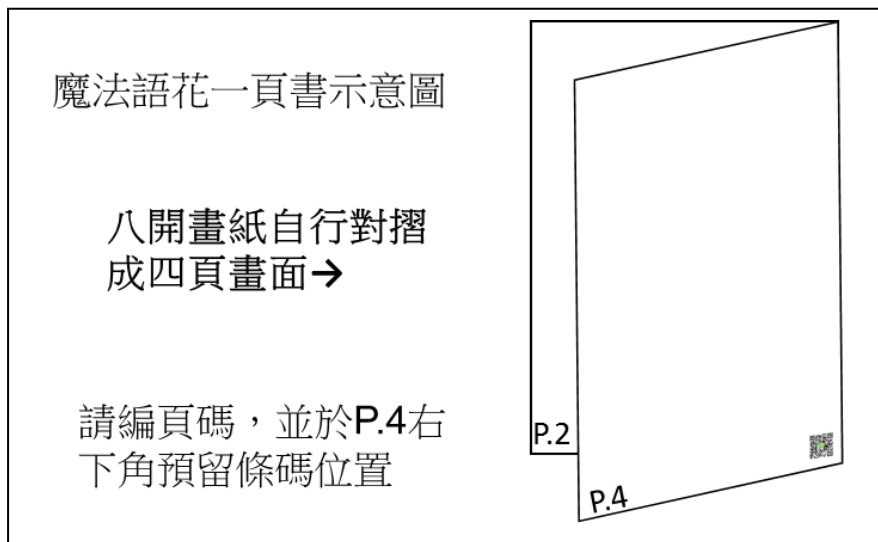 魔法語花一頁書示意圖
八開畫紙自行對摺
成四頁畫面→
請編頁碼，並於P.4右
下角預留條碼位置
P.2
P.4